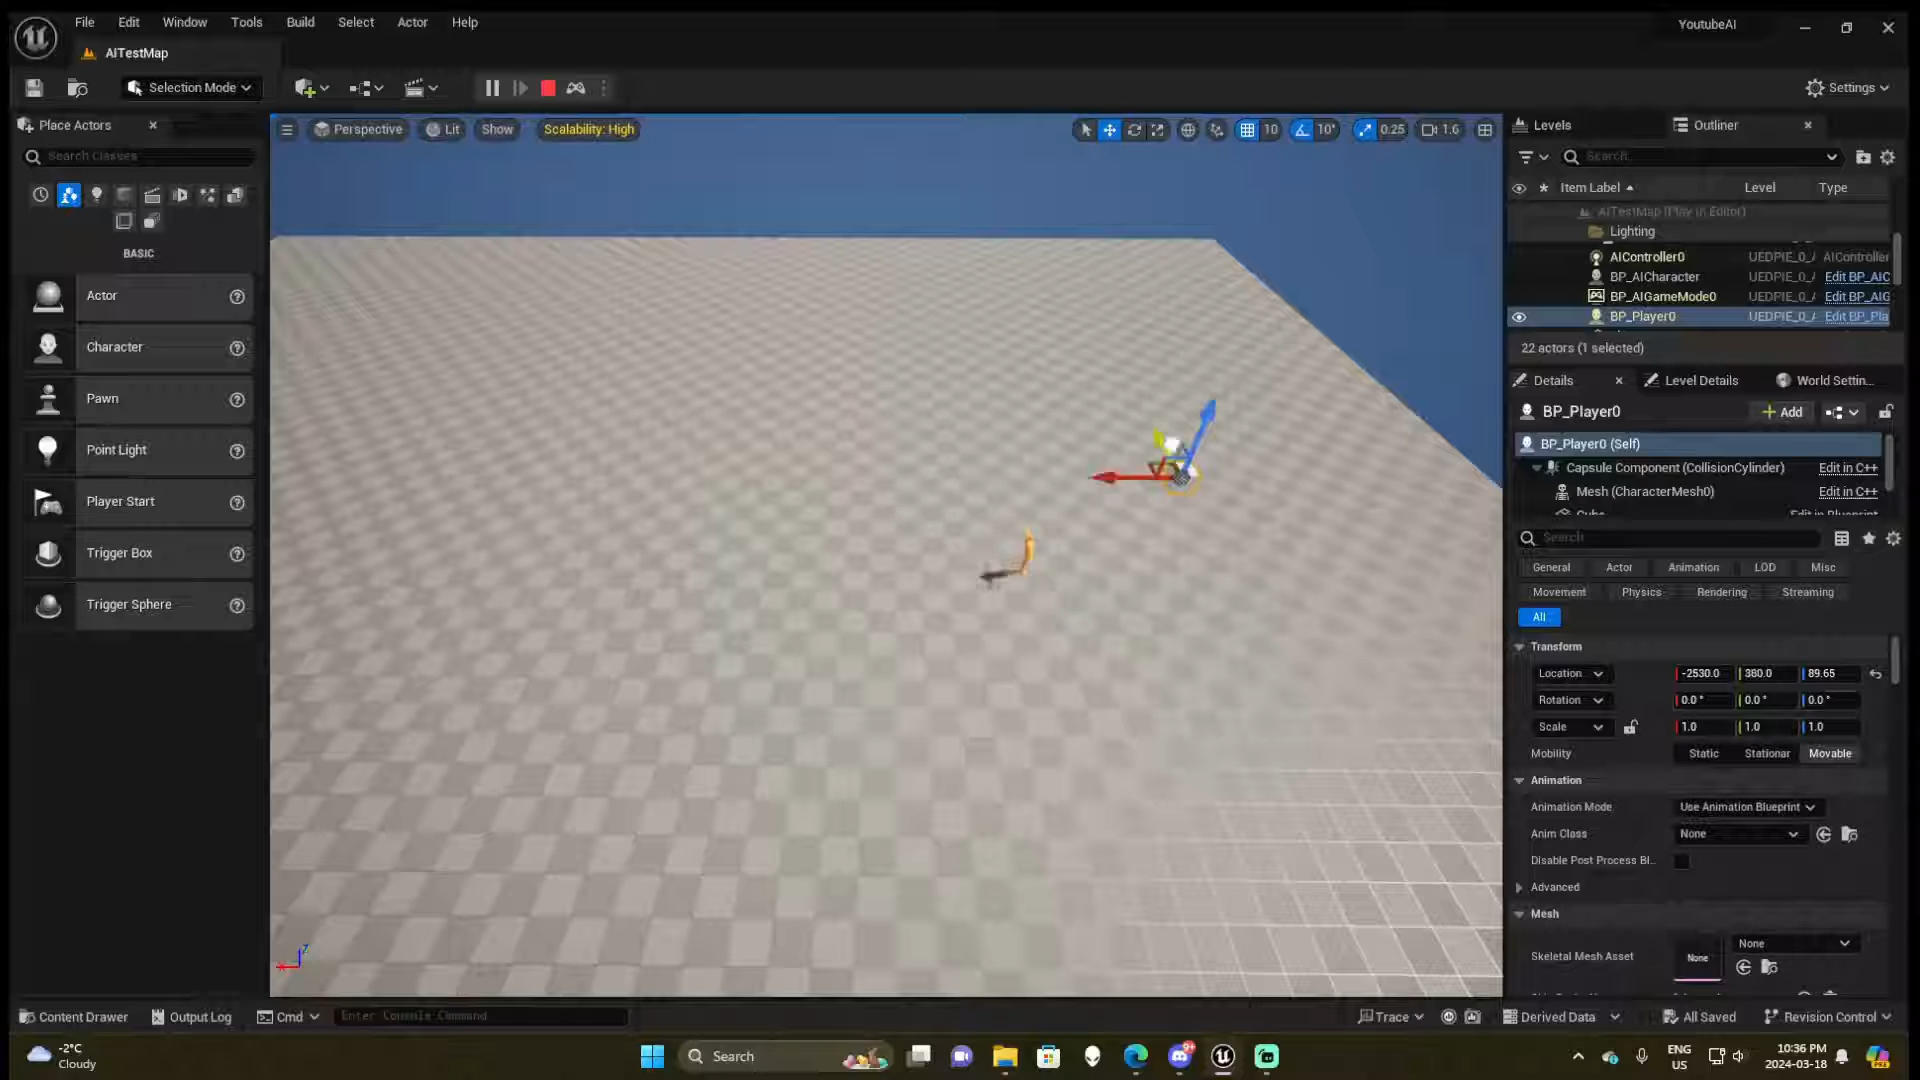 File Edit Window Tools Build Select Actor Help
YoutubeAI
AITestMap
Selection Mode
Settings
Place Actors
Search Classes
BASIC
Actor
Character
Pawn
Point Light
Player Start
Trigger Box
Trigger Sphere
Perspective Lit Show Scalability: High
10 10° 0.25 1.6
Levels Outliner
Search...
Item Label Level Type
AITestMap (Play In Editor)
Lighting
AIController0 UEDPIE_0_ AIController
BP_AICharacter UEDPIE_0_ Edit BP_AIC
BP_AIGameMode0 UEDPIE_0_ Edit BP_AIG
BP_Player0 UEDPIE_0_ Edit BP_Pla
22 actors (1 selected)
Details Level Details World Settin...
BP_Player0 Add
BP_Player0 (Self)
Capsule Component (CollisionCylinder) Edit in C++
Mesh (CharacterMesh0) Edit in C++
Cube Edit in Blueprint
Search
General Actor Animation LOD Misc
Movement Physics Rendering Streaming
All
Transform
Location -2530.0 380.0 89.65
Rotation 0.0 ° 0.0 ° 0.0 °
Scale 1.0 1.0 1.0
Mobility Static Stationar Movable
Animation
Animation Mode Use Animation Blueprint
Anim Class None
Disable Post Process Bl...
Advanced
Mesh
Skeletal Mesh Asset None None
Z
X
Content Drawer Output Log Cmd Enter Console Command
Trace Derived Data All Saved Revision Control
-2°C
Cloudy
Search
9+
ENG
US
10:36 PM
2024-03-18
PRE